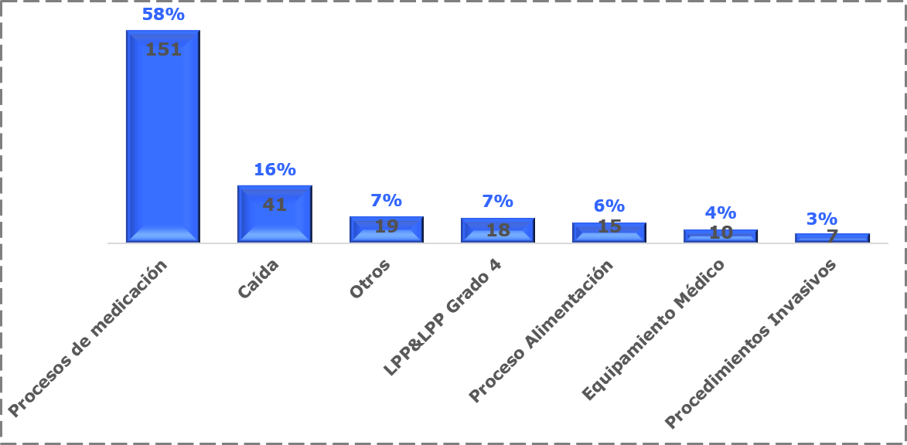 58%
151
16%
41
7%
19
7%
18
6%
15
4%
10
3%
7
Procesos de medicación
Caída
Otros
LPP&LPP Grado 4
Proceso Alimentación
Equipamiento Médico
Procedimientos Invasivos